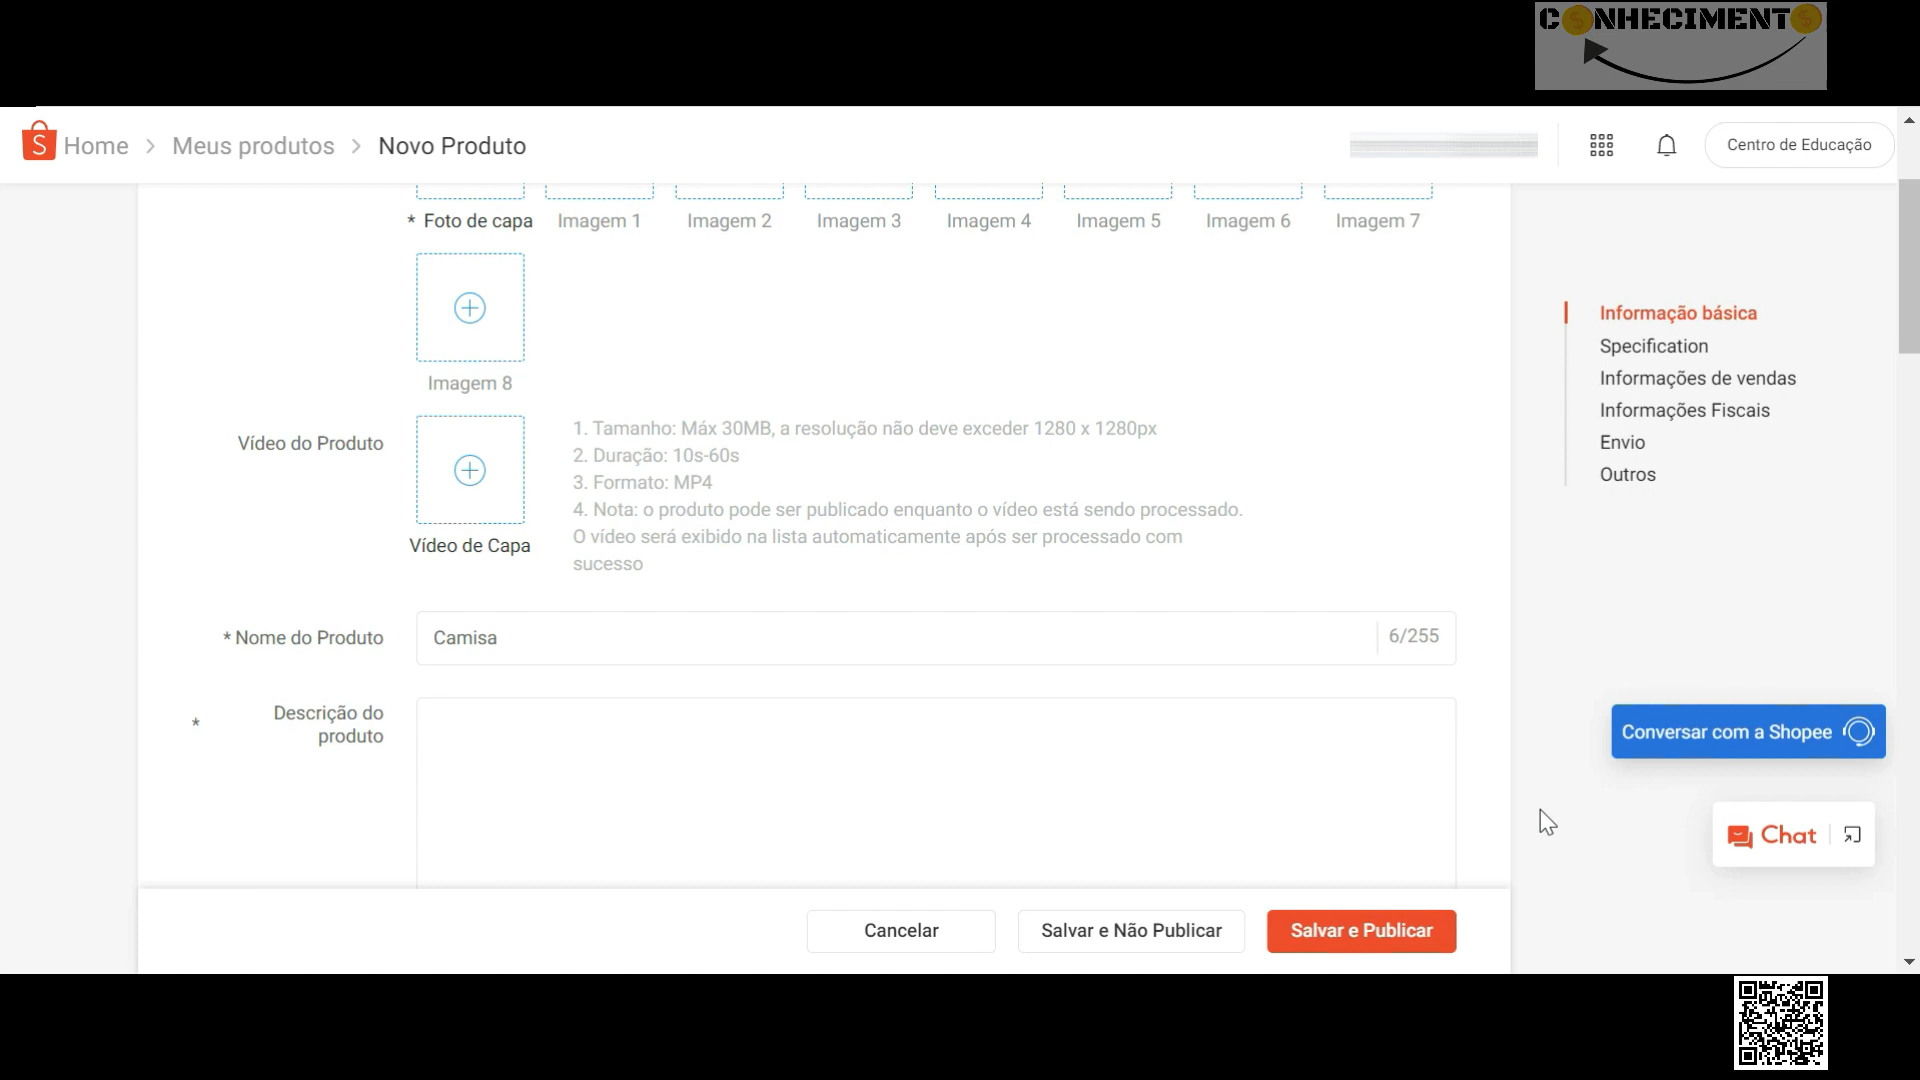 CONHECIMENTO
Home > Meus produtos > Novo Produto
Centro de Educação
* Foto de capa
Imagem 1
Imagem 2
Imagem 3
Imagem 4
Imagem 5
Imagem 6
Imagem 7
Imagem 8
Vídeo do Produto
Vídeo de Capa
1. Tamanho: Máx 30MB, a resolução não deve exceder 1280 x 1280px
2. Duração: 10s-60s
3. Formato: MP4
4. Nota: o produto pode ser publicado enquanto o vídeo está sendo processado.
O vídeo será exibido na lista automaticamente após ser processado com
sucesso
* Nome do Produto
Camisa
6/255
* Descrição do
produto
Cancelar
Salvar e Não Publicar
Salvar e Publicar
Informação básica
Specification
Informações de vendas
Informações Fiscais
Envio
Outros
Conversar com a Shopee
Chat